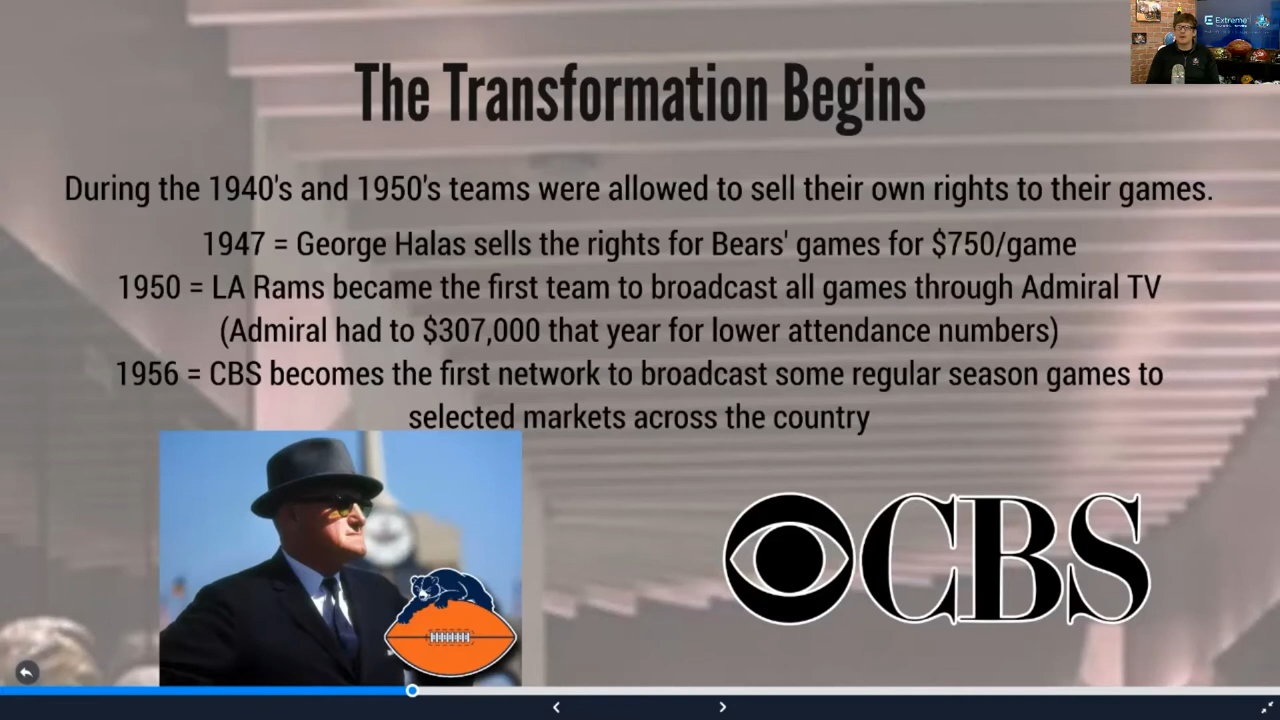 Extreme
The Transformation Begins
During the 1940's and 1950's teams were allowed to sell their own rights to their games.
1947 = George Halas sells the rights for Bears' games for $750/game
1950 = LA Rams became the first team to broadcast all games through Admiral TV
(Admiral had to $307,000 that year for lower attendance numbers)
1956 = CBS becomes the first network to broadcast some regular season games to
selected markets across the country
CBS